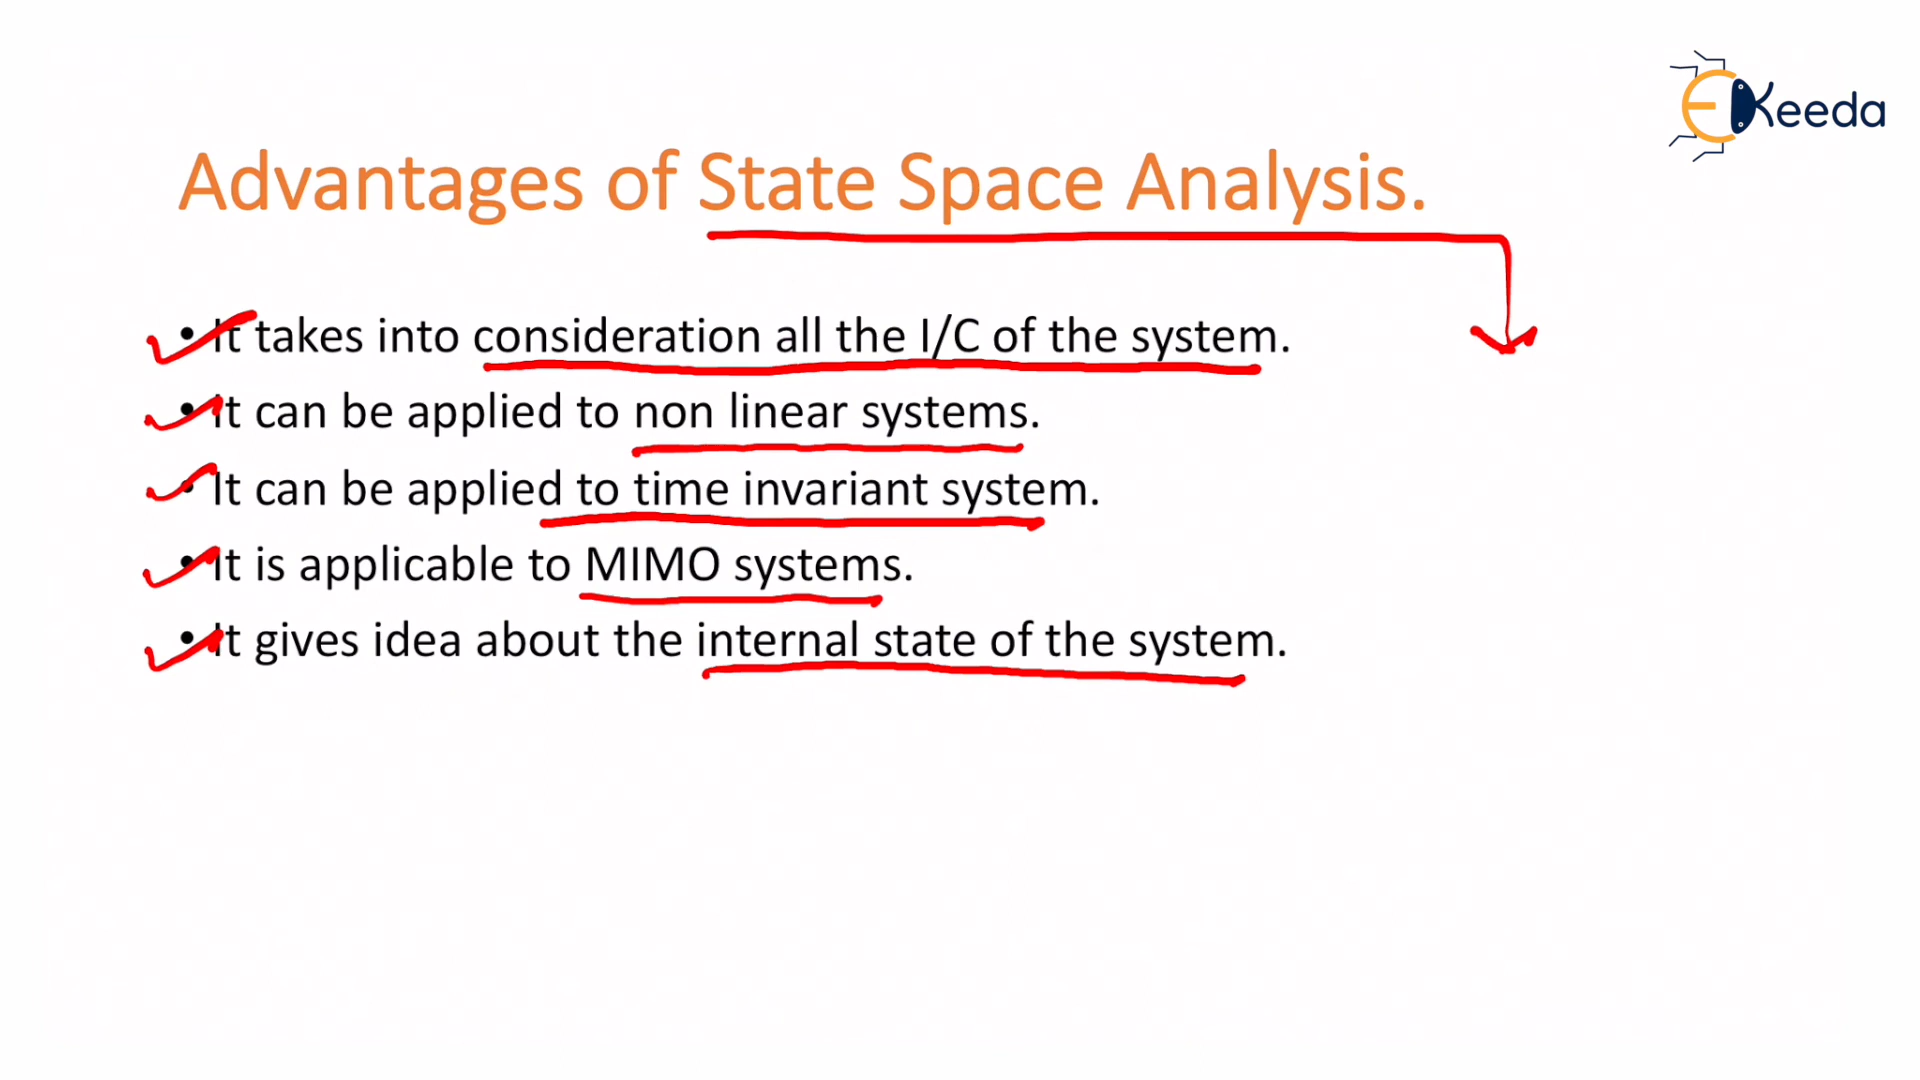 EKeeda
Advantages of State Space Analysis.
• It takes into consideration all the I/C of the system.
• It can be applied to non linear systems.
• It can be applied to time invariant system.
• It is applicable to MIMO systems.
• It gives idea about the internal state of the system.